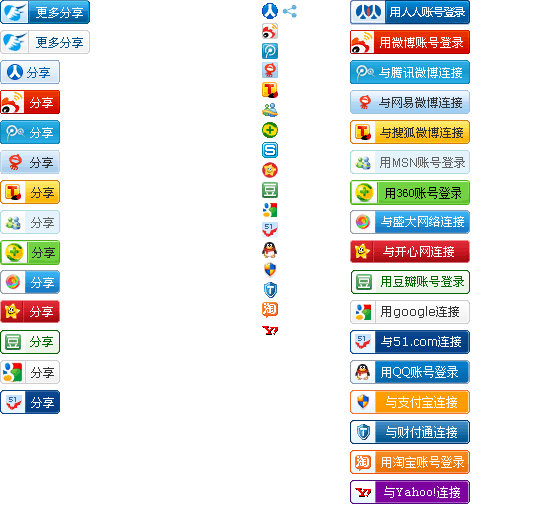 更多分享
更多分享
分享
分享
分享
分享
分享
分享
分享
分享
分享
豆 分享
分享
51 分享
豆
51
淘
用人人账号登录
用微博账号登录
与腾讯微博连接
与网易微博连接
与搜狐微博连接
用MSN账号登录
用360账号登录
与盛大网络连接
与开心网连接
豆 用豆瓣账号登录
用google连接
51 与51.com连接
用QQ账号登录
与支付宝连接
与财付通连接
淘 用淘宝账号登录
Y! 与Yahoo!连接